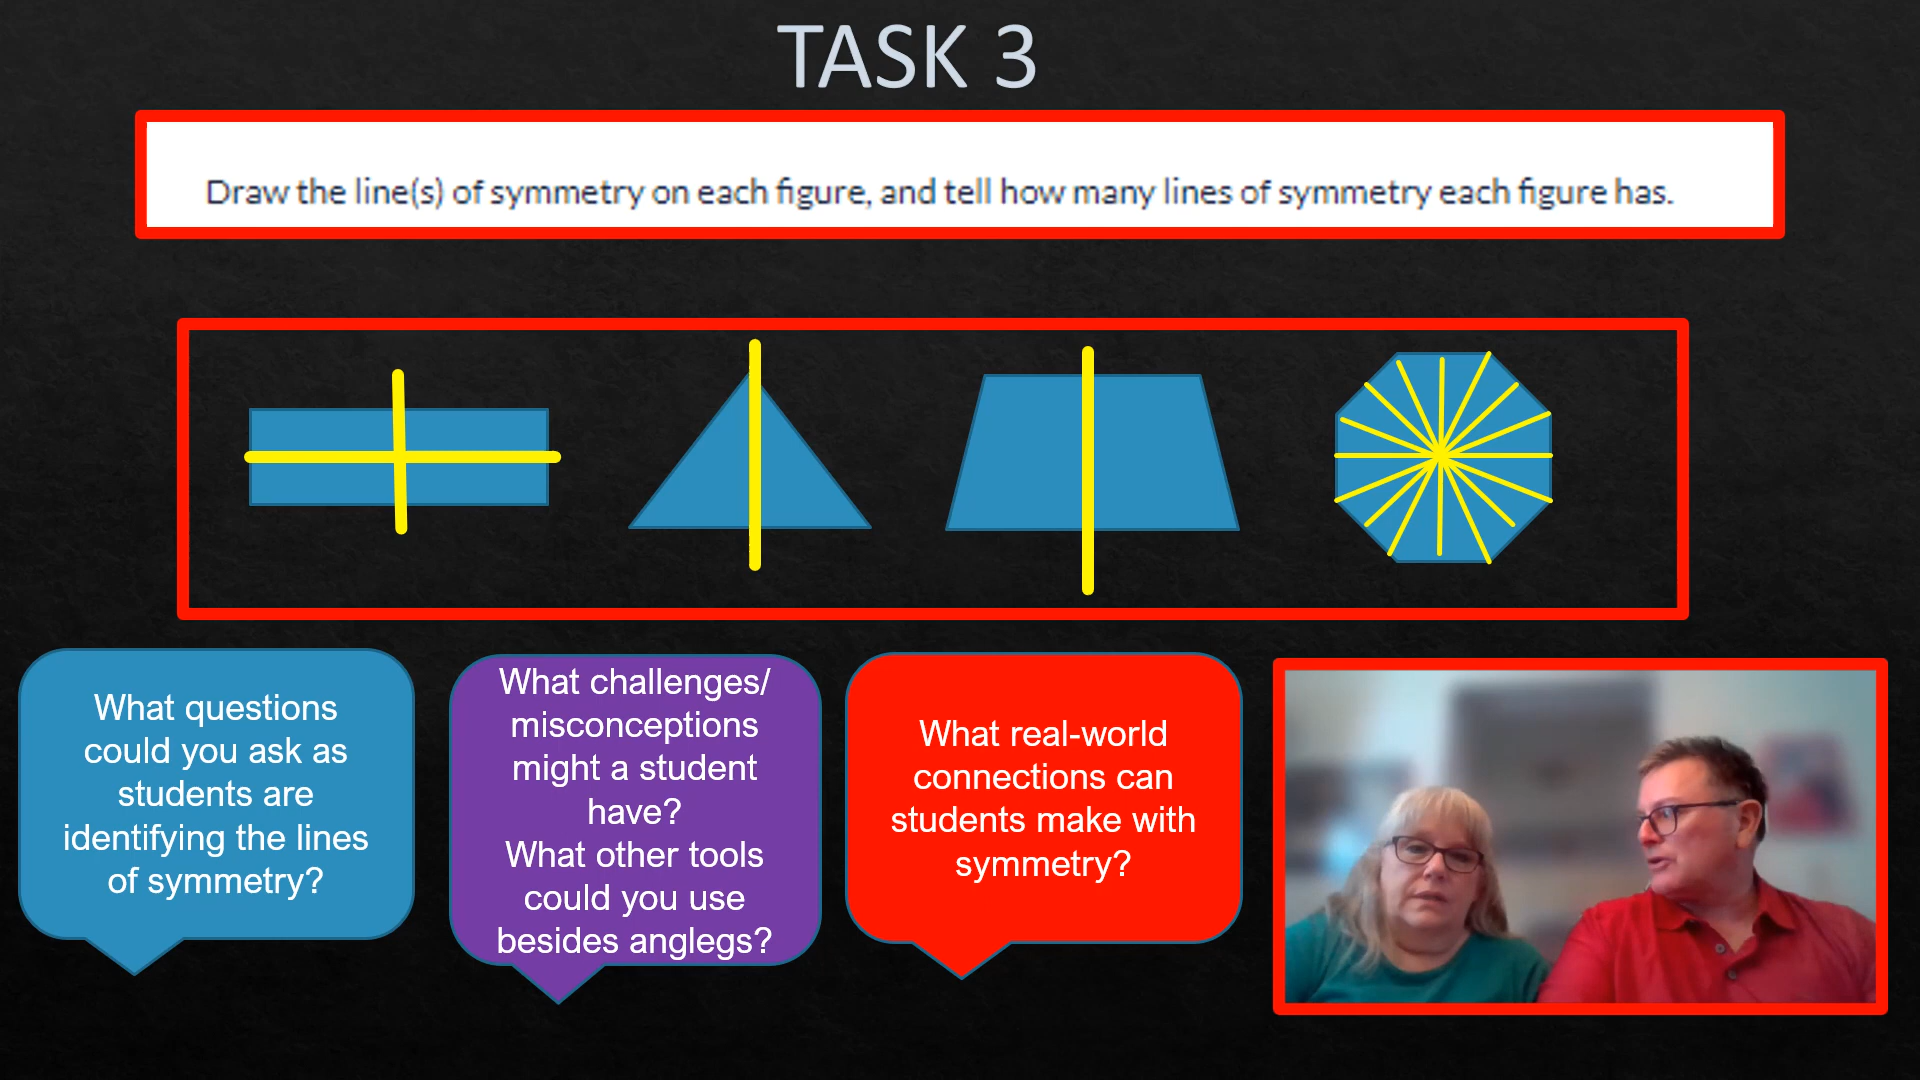 TASK 3
Draw the line(s) of symmetry on each figure, and tell how many lines of symmetry each figure has.
What questions
could you ask as
students are
identifying the lines
of symmetry?
What challenges/
misconceptions
might a student
have?
What other tools
could you use
besides anglegs?
What real-world
connections can
students make with
symmetry?